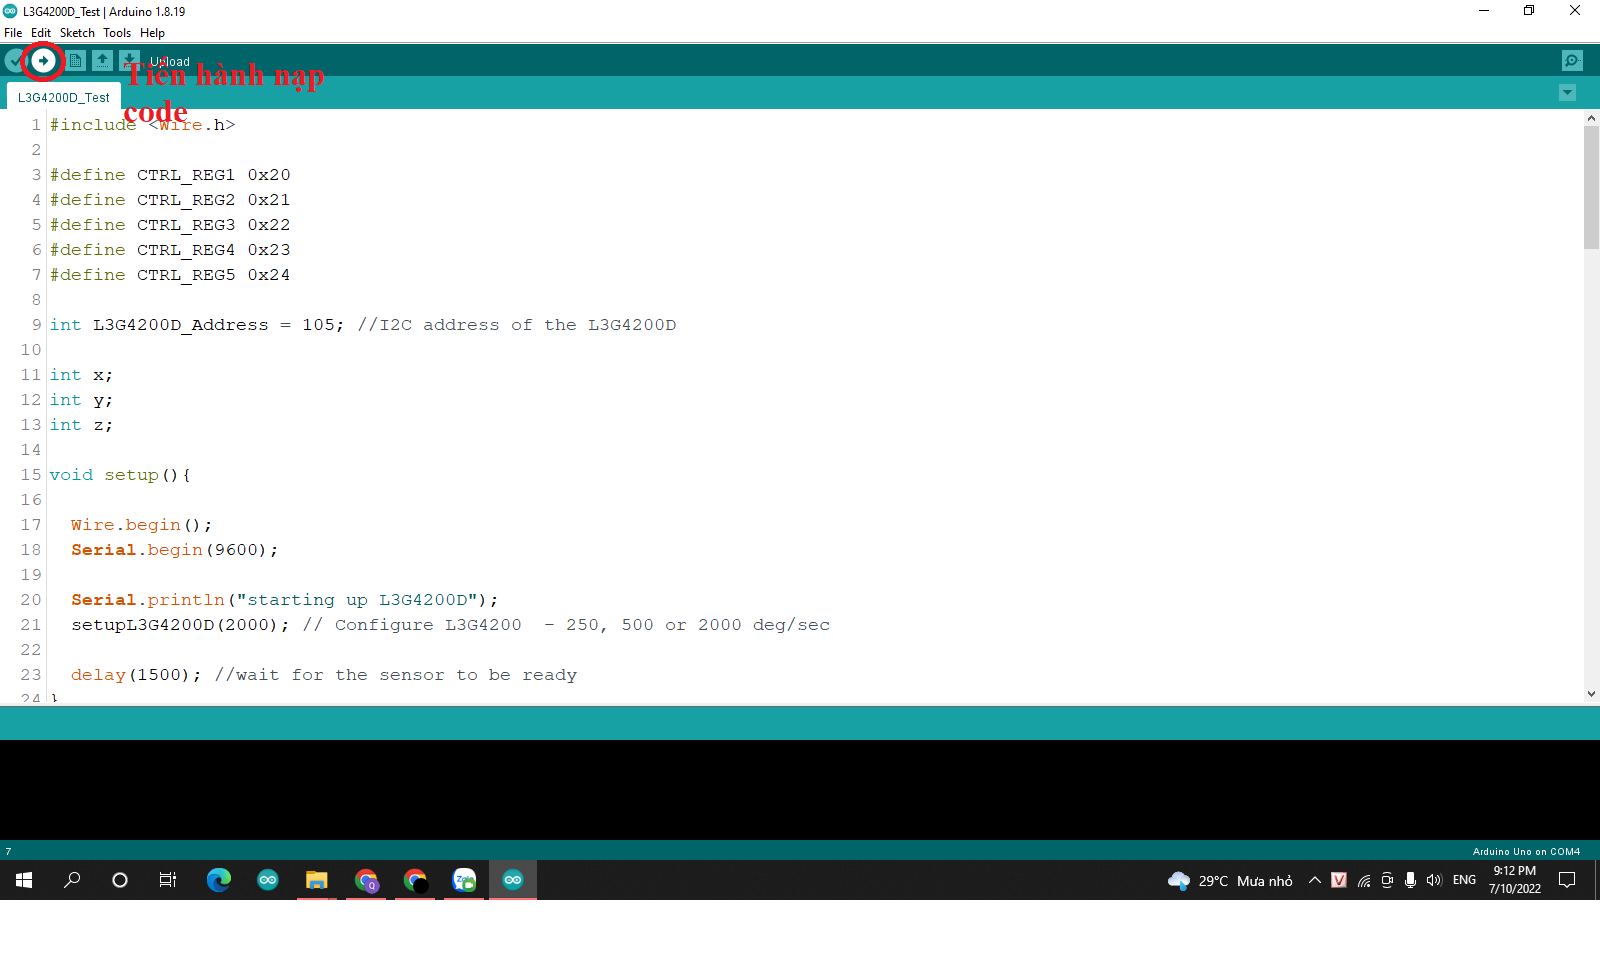 L3G4200D_Test | Arduino 1.8.19
File Edit Sketch Tools Help
Upload
Tiến hành nạp
code
L3G4200D_Test
1 #include <Wire.h>
2
3 #define CTRL_REG1 0x20
4 #define CTRL_REG2 0x21
5 #define CTRL_REG3 0x22
6 #define CTRL_REG4 0x23
7 #define CTRL_REG5 0x24
8
9 int L3G4200D_Address = 105; //I2C address of the L3G4200D
10
11 int x;
12 int y;
13 int z;
14
15 void setup(){
16
17 Wire.begin();
18 Serial.begin(9600);
19
20 Serial.println("starting up L3G4200D");
21 setupL3G4200D(2000); // Configure L3G4200  - 250, 500 or 2000 deg/sec
22
23 delay(1500); //wait for the sensor to be ready
24 }
7
Arduino Uno on COM4
Q
Zalo
29°C Mưa nhỏ
V
ENG
9:12 PM
7/10/2022